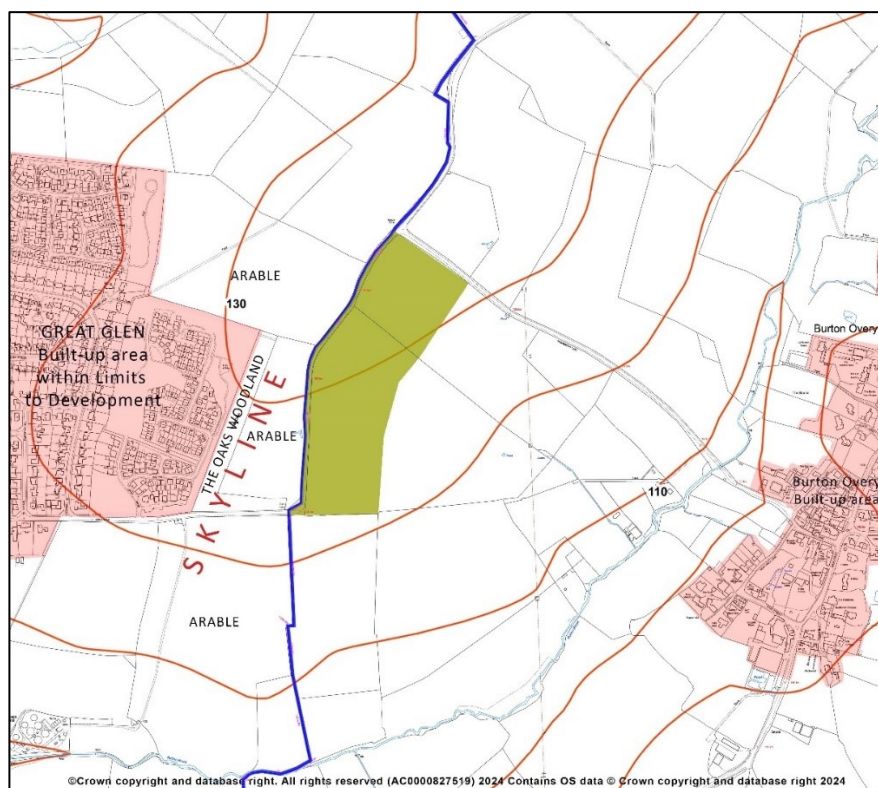 ARABLE
130
GREAT GLEN
Built-up area
within Limits
to Development
THE OAKS WOODLAND
SKYLINE
ARABLE
ARABLE
110
Burton Overy
Burton Overy
Built-up area
©Crown copyright and database right. All rights reserved (AC0000827519) 2024 Contains OS data © Crown copyright and database right 2024